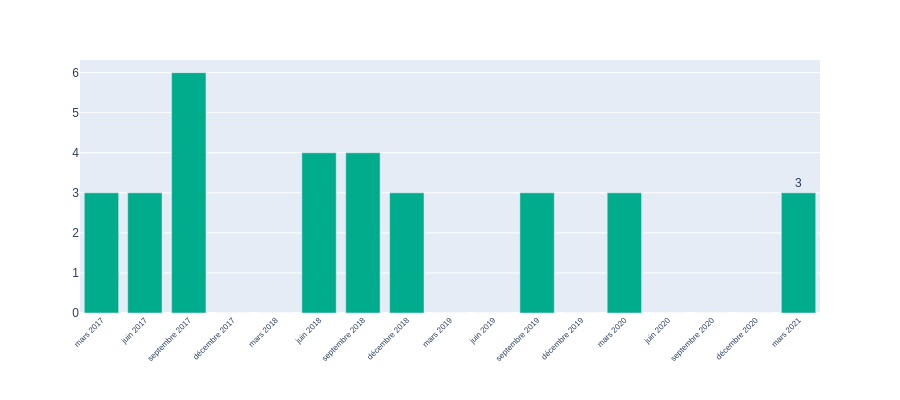 6
5
4
3
2
1
0
3
mars 2017
juin 2017
septembre 2017
décembre 2017
mars 2018
juin 2018
septembre 2018
décembre 2018
mars 2019
juin 2019
septembre 2019
décembre 2019
mars 2020
juin 2020
septembre 2020
décembre 2020
mars 2021